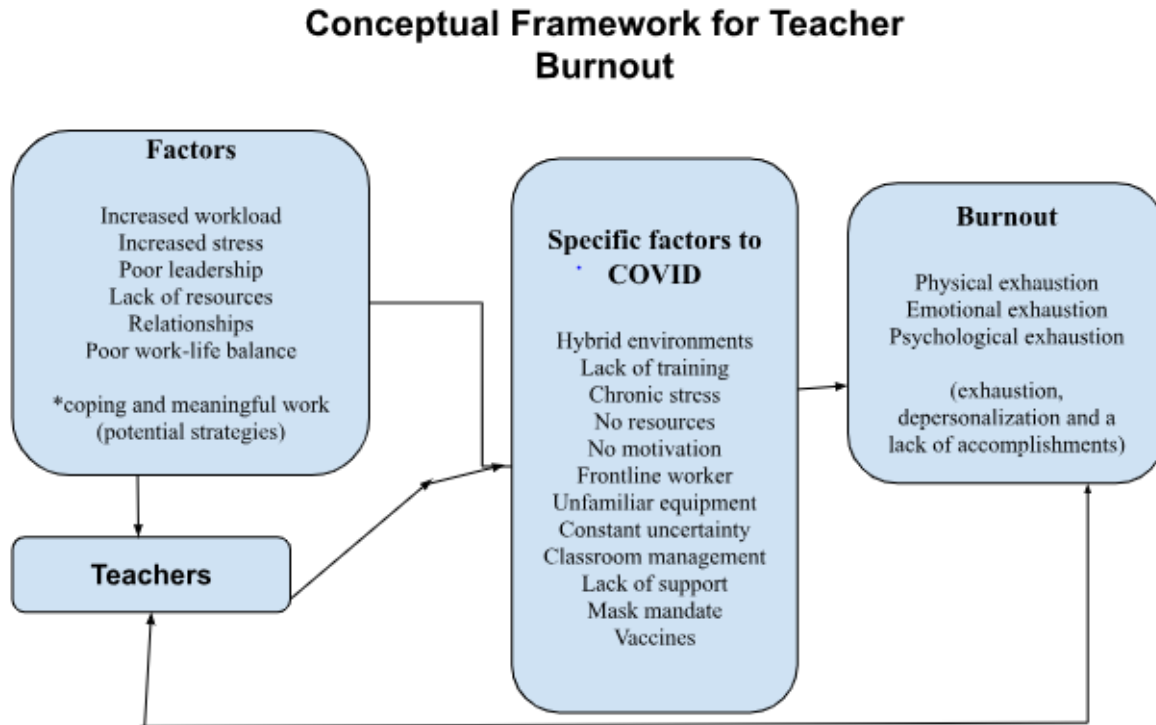 Conceptual Framework for Teacher
Burnout
Factors
Increased workload
Increased stress
Poor leadership
Lack of resources
Relationships
Poor work-life balance
*coping and meaningful work
(potential strategies)
Teachers
Specific factors to
COVID
Hybrid environments
Lack of training
Chronic stress
No resources
No motivation
Frontline worker
Unfamiliar equipment
Constant uncertainty
Classroom management
Lack of support
Mask mandate
Vaccines
Burnout
Physical exhaustion
Emotional exhaustion
Psychological exhaustion
(exhaustion,
depersonalization and a
lack of accomplishments)